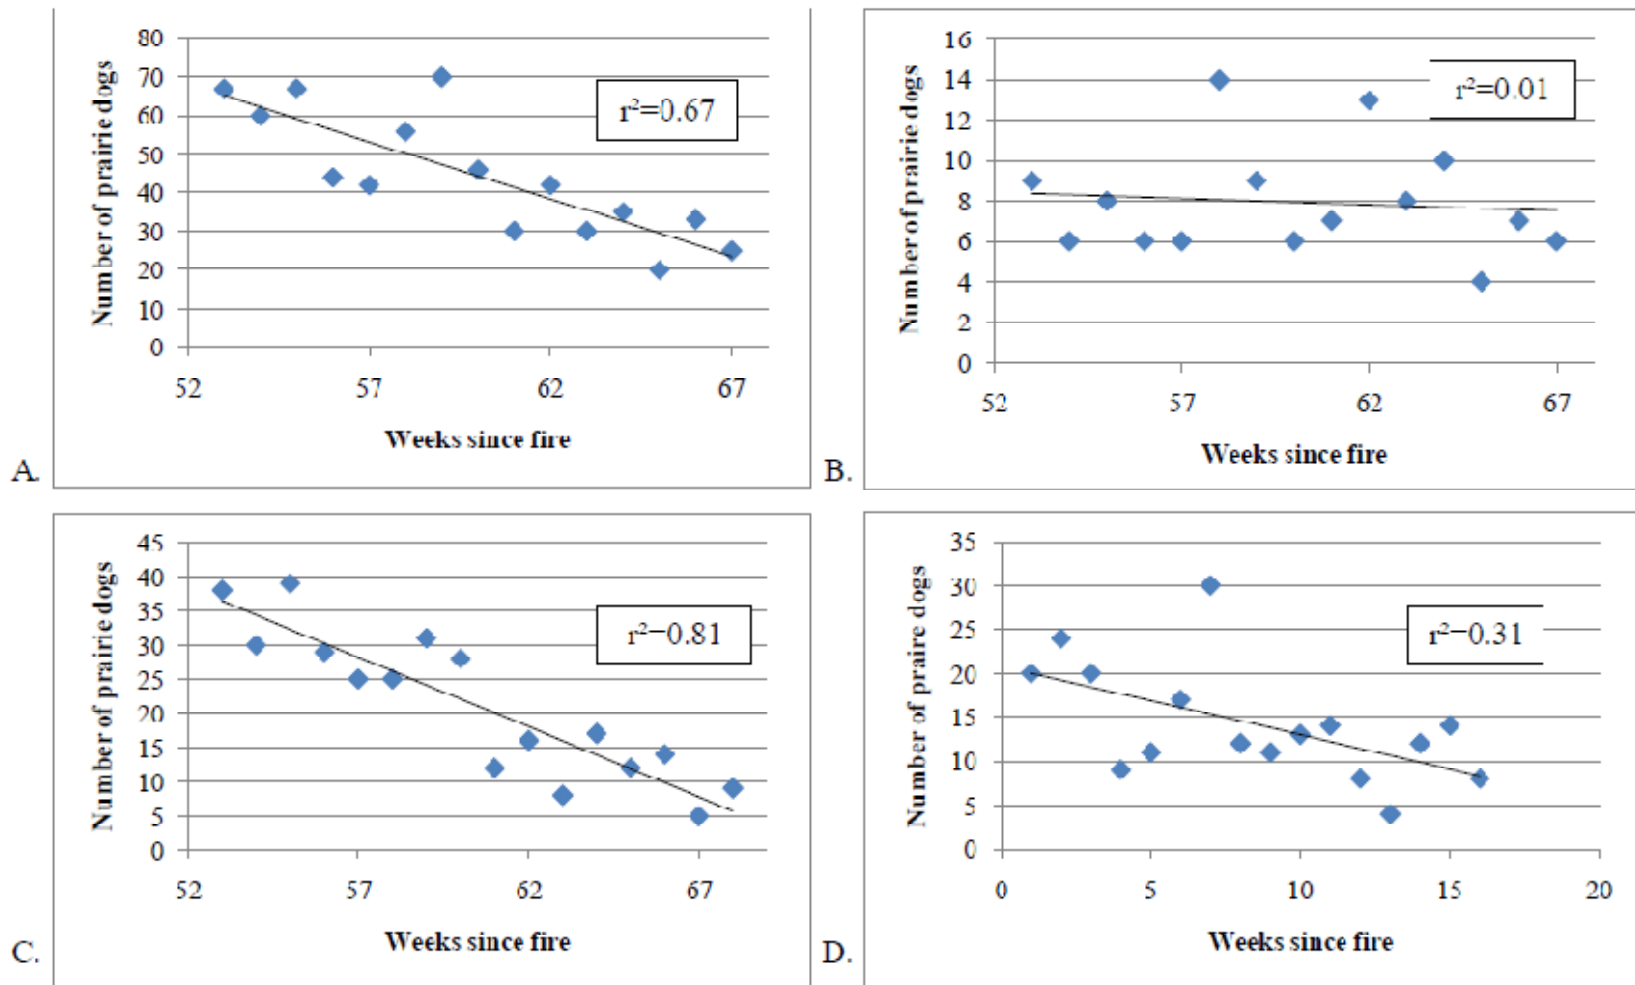 80
70
60
50
40
30
20
10
0
52 57 62 67
Number of prairie dogs
Weeks since fire
r²=0.67
A.
16
14
12
10
8
6
4
2
0
52 57 62 67
Number of prairie dogs
Weeks since fire
r²=0.01
B.
45
40
35
30
25
20
15
10
5
0
52 57 62 67
Number of prairie dogs
Weeks since fire
r²=0.81
C.
35
30
25
20
15
10
5
0
0 5 10 15 20
Number of praire dogs
Weeks since fire
r²=0.31
D.